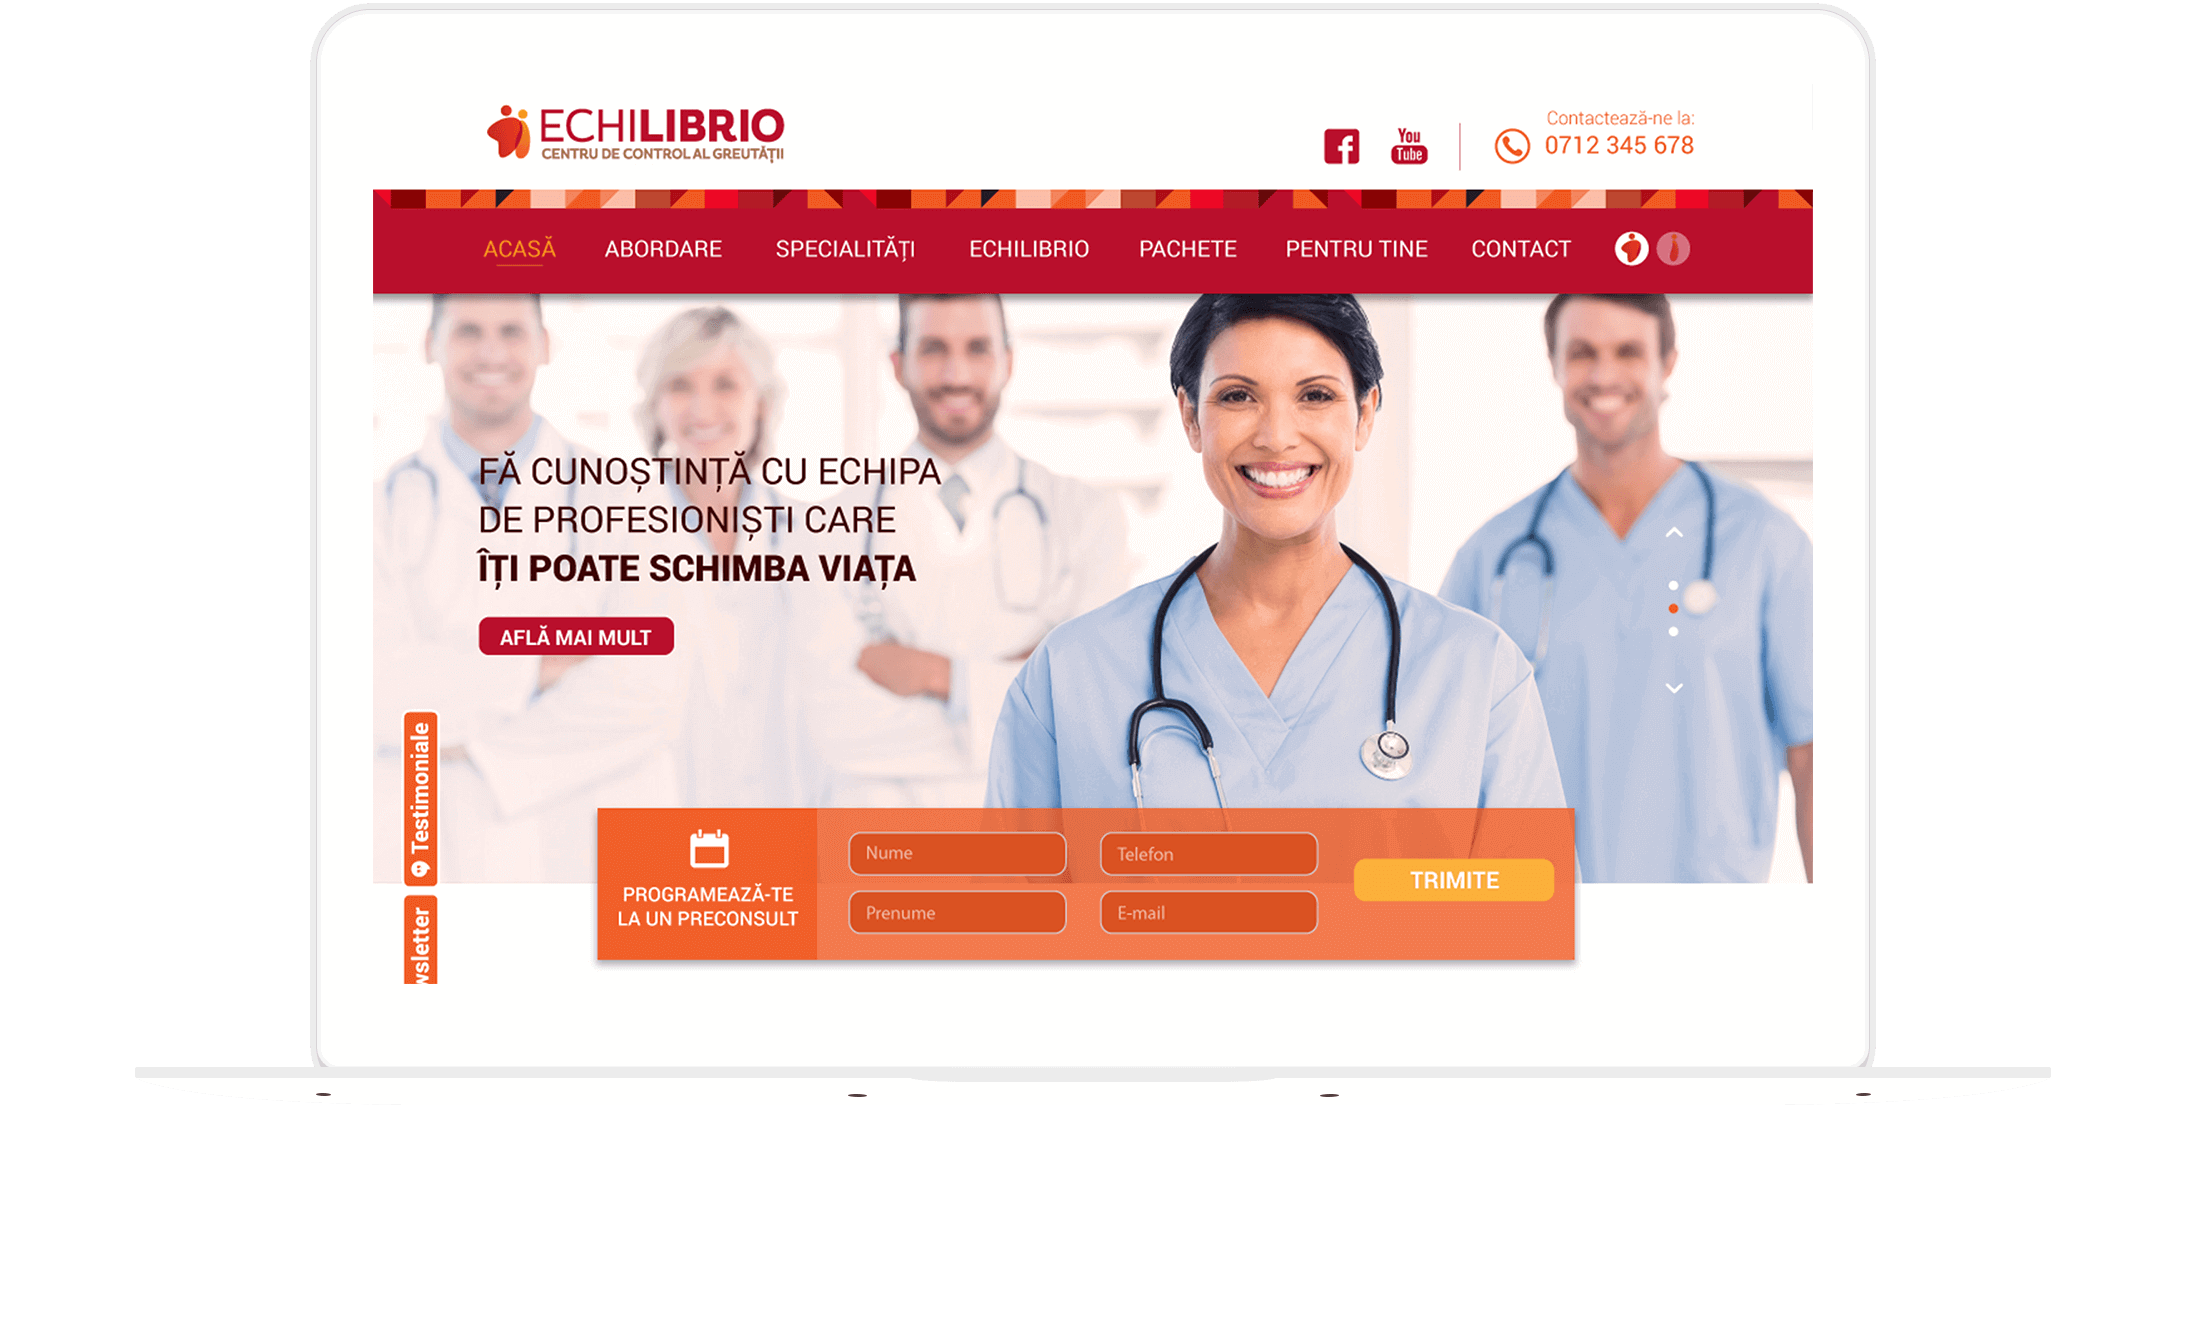 ECHILIBRIO
CENTRU DE CONTROL AL GREUTĂȚII
You
Tube
Contactează-ne la:
0712 345 678
ACASĂ ABORDARE SPECIALITĂȚI ECHILIBRIO PACHETE PENTRU TINE CONTACT
FĂ CUNOȘTINȚĂ CU ECHIPA
DE PROFESIONIȘTI CARE
ÎȚI POATE SCHIMBA VIAȚA
AFLĂ MAI MULT
Testimoniale
wsletter
PROGRAMEAZĂ-TE
LA UN PRECONSULT
Nume
Telefon
Prenume
E-mail
TRIMITE